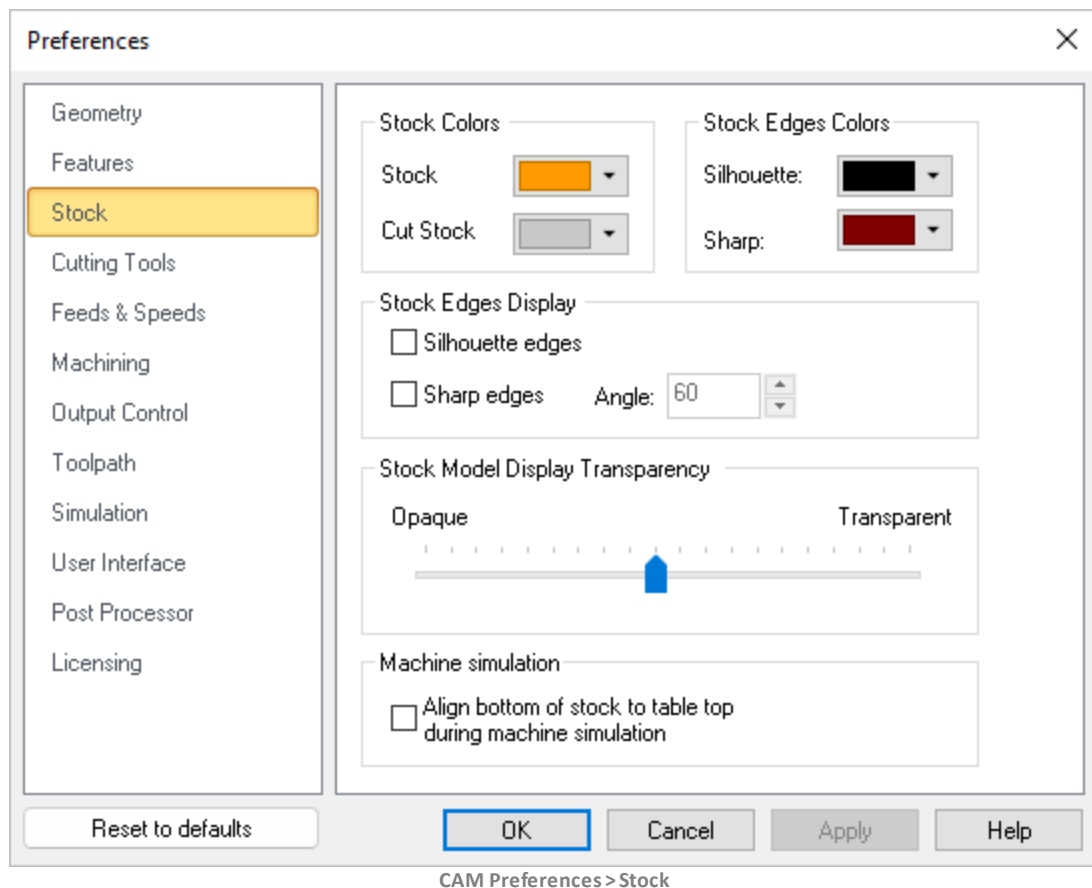 Preferences
Geometry
Features
Stock
Cutting Tools
Feeds & Speeds
Machining
Output Control
Toolpath
Simulation
User Interface
Post Processor
Licensing
Reset to defaults
Stock Colors
Stock
Cut Stock
Stock Edges Colors
Silhouette:
Sharp:
Stock Edges Display
Silhouette edges
Sharp edges Angle: 60
Stock Model Display Transparency
Opaque Transparent
Machine simulation
Align bottom of stock to table top
during machine simulation
OK Cancel Apply Help
CAM Preferences > Stock